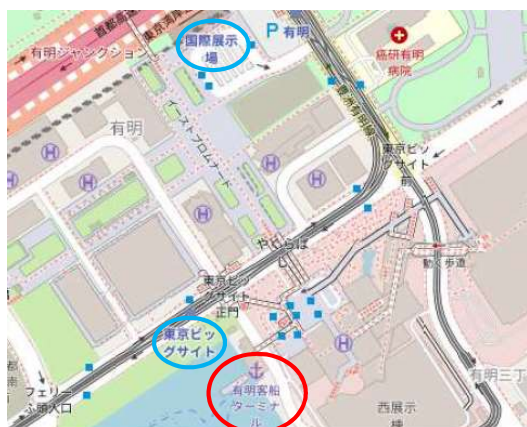 首都高速
東京湾岸
有明ジャンクション
国際展示
場
P 有明
癌研有明
病院
有明
イーストプロムナード
東京ビッ
グサイト
前
やぐらば
し
動く歩道
東京ビッ
グサイト
正門
東京ビッ
グサイト
フェリー
ふ頭入口
有明客船
ターミナ
ル
西展示
棟
有明三丁
H
H
H
H
H
H